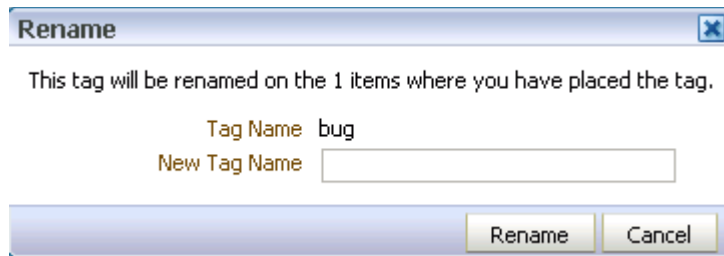 Rename
This tag will be renamed on the 1 items where you have placed the tag.
Tag Name bug
New Tag Name
Rename Cancel